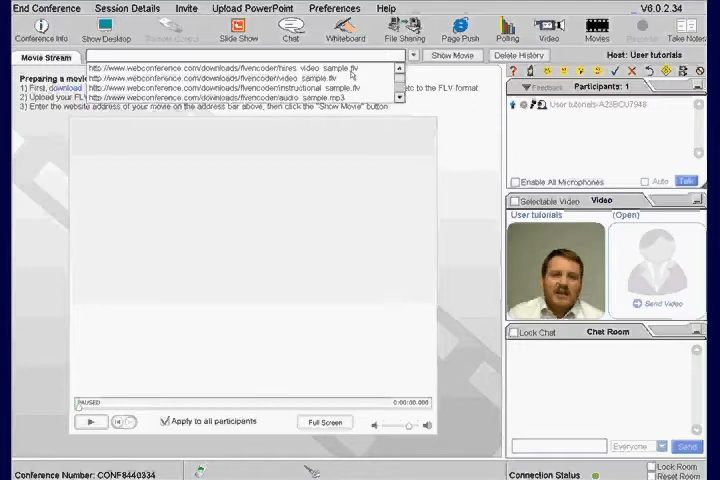 End Conference Session Details Invite Upload PowerPoint Preferences Help V6.0.2.34
Conference Info Show Desktop Remote Control Slide Show Chat Whiteboard File Sharing Polling Page Push Video Movies Recorder Take Notes
Movie Stream Show Movie Delete History Host: User tutorials
http://www.webconference.com/downloads/flvencoder/hires_video_sample.flv
http://www.webconference.com/downloads/flvencoder/video_sample.flv
http://www.webconference.com/downloads/flvencoder/instructional_sample.flv
http://www.webconference.com/downloads/flvencoder/audio_sample.mp3
Preparing a movie
1) First, download etc to the FLV format
2) Upload your FLV
3) Enter the website address of your movie on the address bar above, then click the "Show Movie" button
Feedback Participants: 1
User tutorials-
Enable All Microphones Auto Talk
Selectable Video Video
User tutorials (Open)
Send Video
Lock Chat Chat Room
PAUSED 0:00:00.000
Apply to all participants Full Screen
Everyone Send
Conference Number: CONF8440334 Connection Status
Lock Room
Reset Room